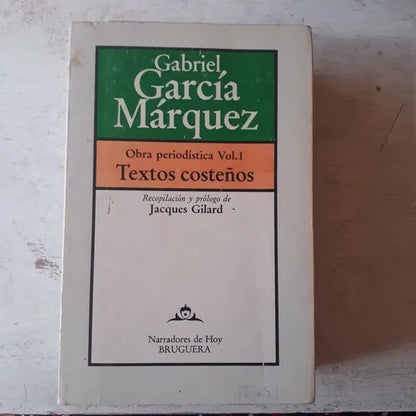 Gabriel
García
Márquez
Obra periodística Vol.1
Textos costeños
Recopilación y prólogo de
Jacques Gilard
Narradores de Hoy
BRUGUERA